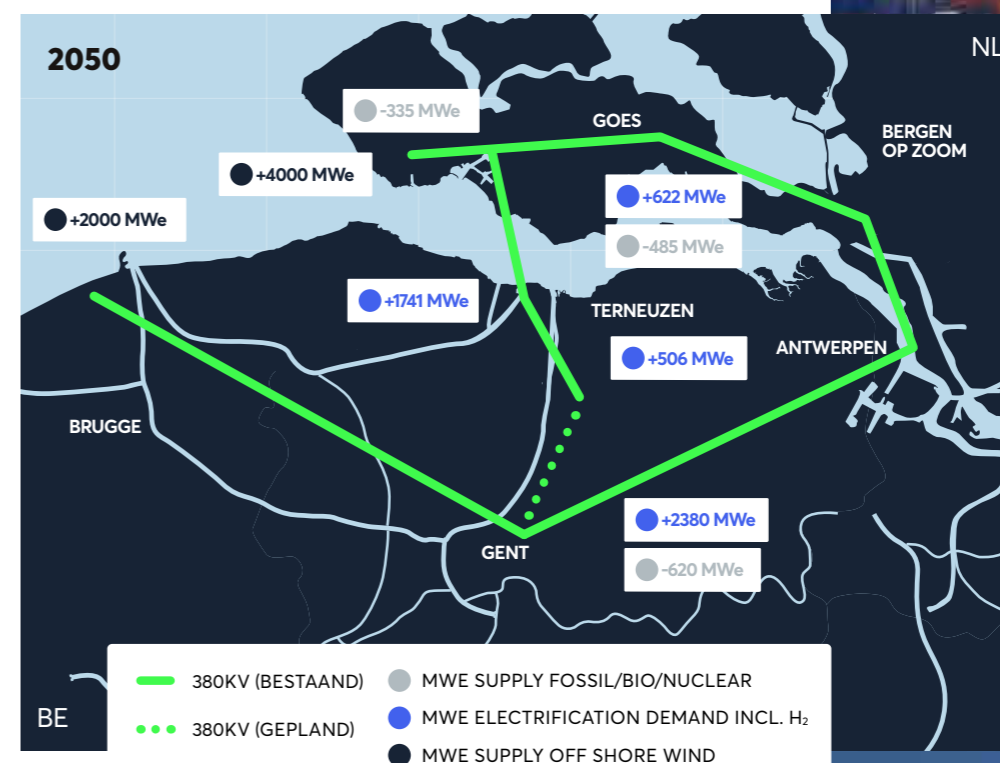 2050
NL
-335 MWe
GOES
BERGEN
OP ZOOM
+4000 MWe
+622 MWe
+2000 MWe
-485 MWe
+1741 MWe
TERNEUZEN
ANTWERPEN
+506 MWe
BRUGGE
+2380 MWe
GENT
-620 MWe
380KV (BESTAAND)
MWE SUPPLY FOSSIL/BIO/NUCLEAR
BE
MWE ELECTRIFICATION DEMAND INCL. H₂
380KV (GEPLAND)
MWE SUPPLY OFF SHORE WIND